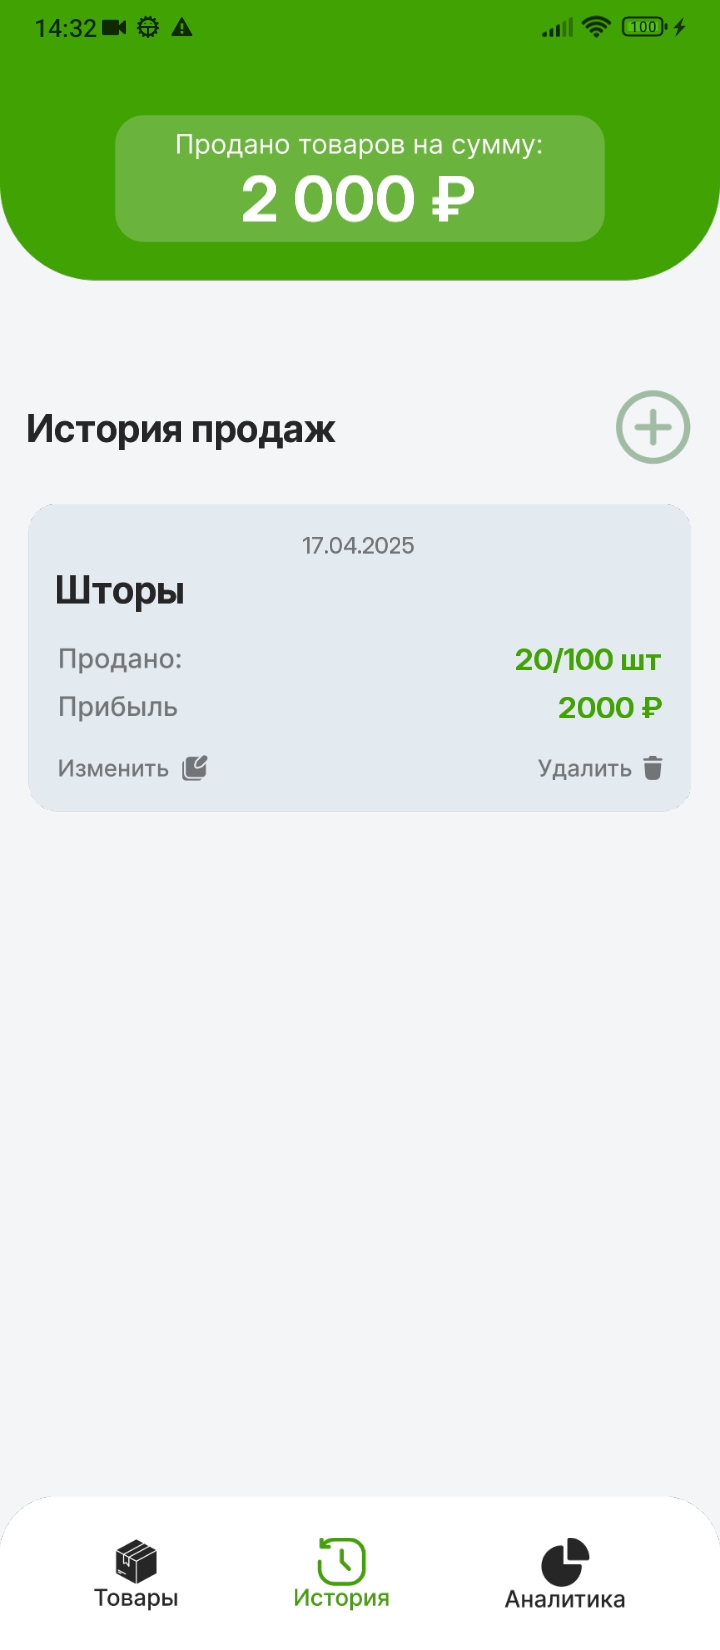 14:32 100
Продано товаров на сумму:
2 000 ₽
История продаж
17.04.2025
Шторы
Продано: 20/100 шт
Прибыль 2000 ₽
Изменить Удалить
Товары История Аналитика